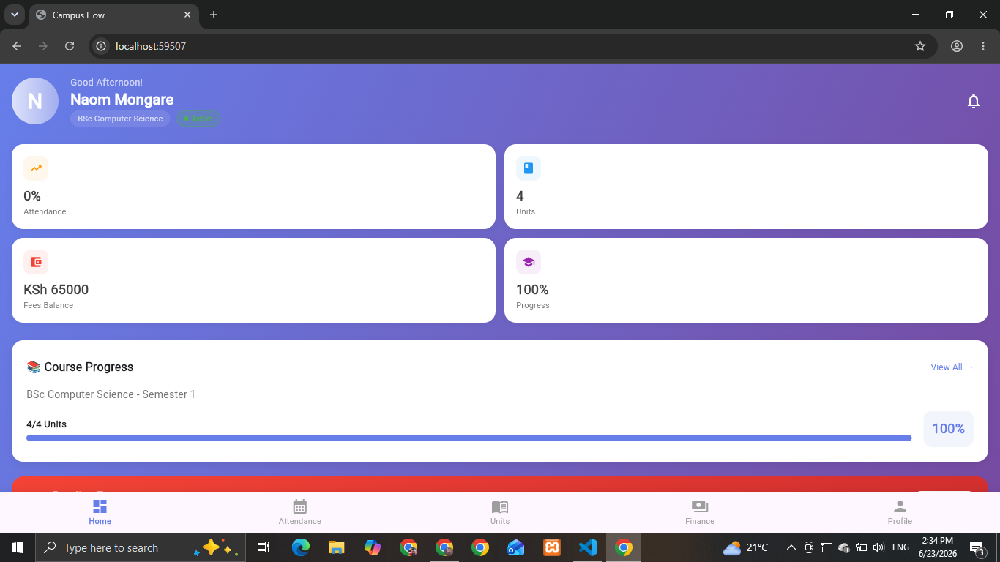 Campus Flow
localhost:59507
Good Afternoon!
N
Naom Mongare
BSc Computer Science
Active
0%
Attendance
4
Units
KSh 65000
Fees Balance
100%
Progress
📚 Course Progress
View All →
BSc Computer Science - Semester 1
4/4 Units
100%
Home
Attendance
Units
Finance
Profile
Type here to search
21°C
ENG
2:34 PM
6/23/2026
3